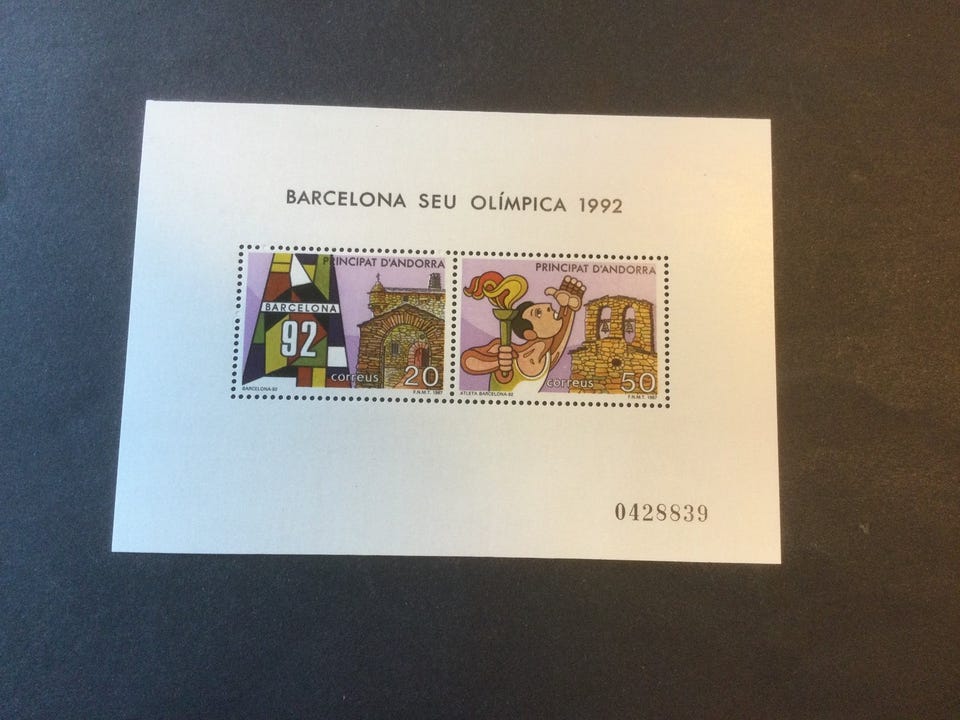 BARCELONA SEU OLÍMPICA 1992
PRINCIPAT D'ANDORRA
BARCELONA
92
correus 20
BARCELONA-92
F.N.M.T. 1987
PRINCIPAT D'ANDORRA
correus 50
ATLETA. BARCELONA-92
F.N.M.T. 1987
0428839